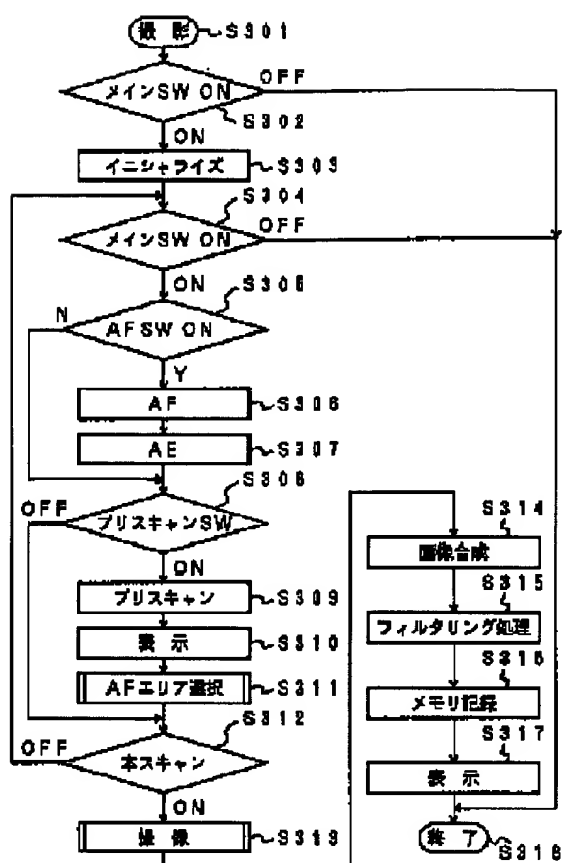 撮影 S301
メインSW ON OFF
S302
ON
イニシャライズ S303
S304
メインSW ON OFF
ON
S305
N AF SW ON
Y
AF S306
AE S307
S308
OFF プリスキャンSW
ON
プリスキャン S309
表示 S310
AFエリア選択 S311
S312
OFF 本スキャン
ON
撮像 S313
S314
画像合成
S315
フィルタリング処理
S316
メモリ記録
S317
表示
終了 S318